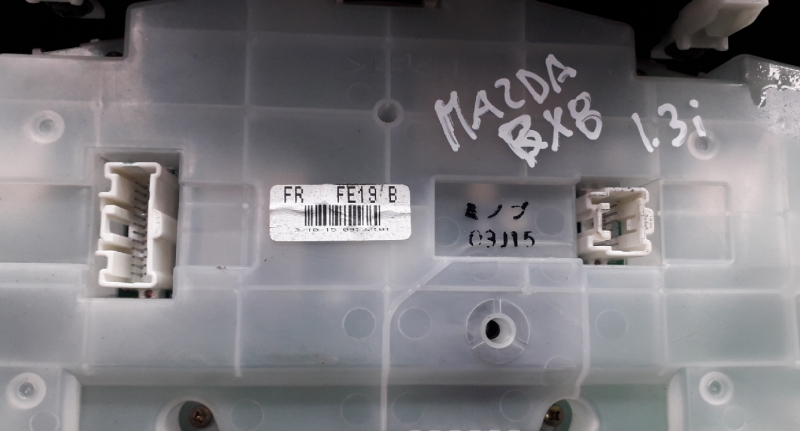 MAZDA
RX8 1.3i
FR FE19 B
ミノブ
03J15